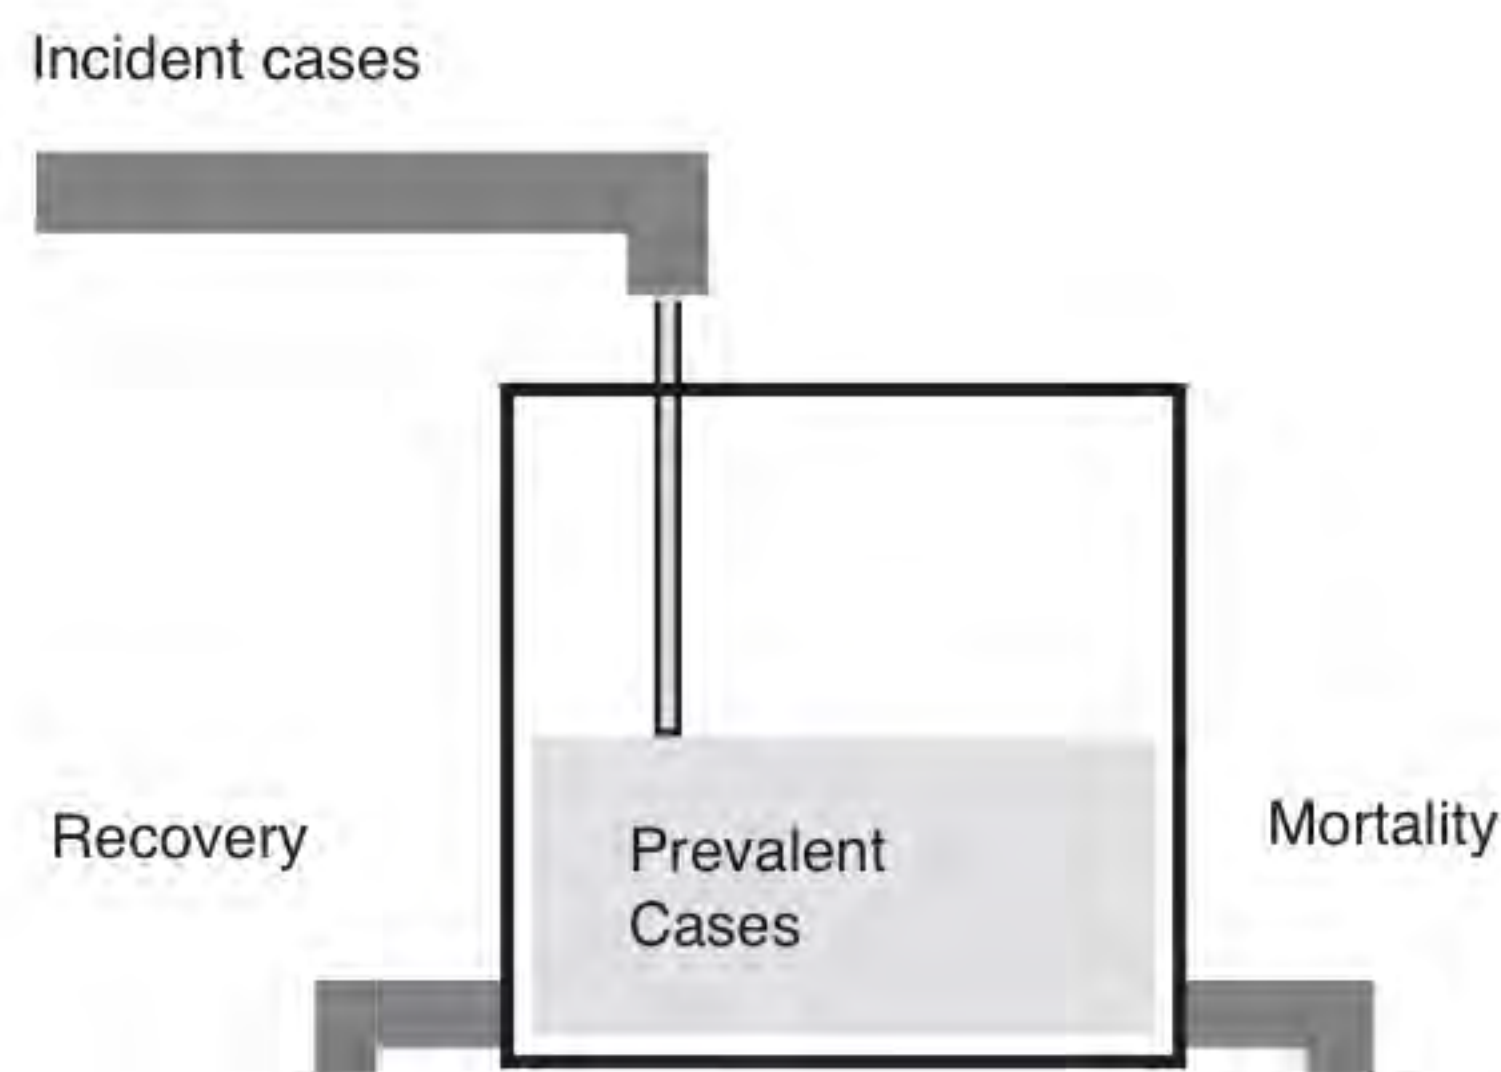 Incident cases
Recovery
Prevalent
Cases
Mortality